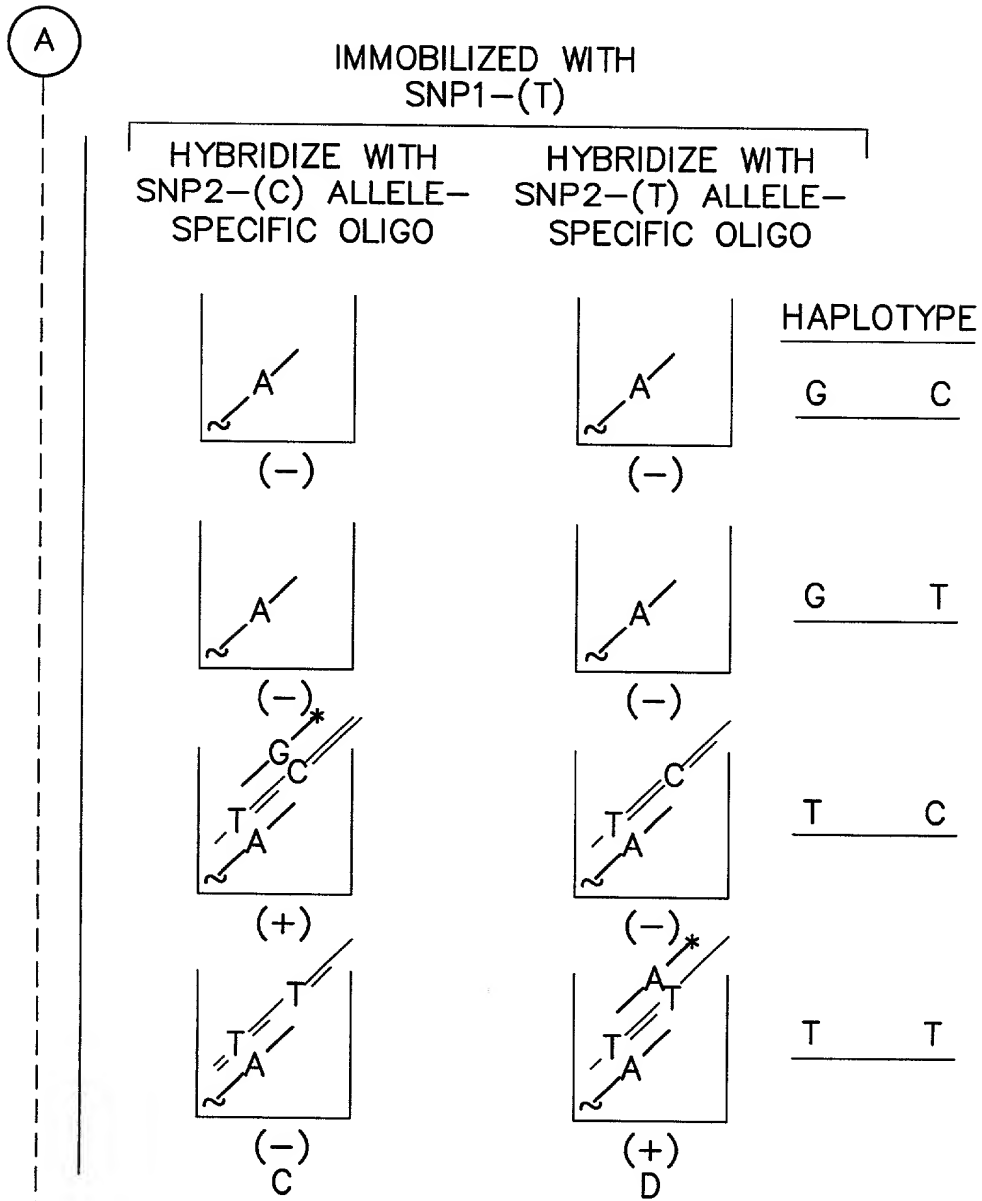 A
IMMOBILIZED WITH
SNP1-(T)
HYBRIDIZE WITH
SNP2-(C) ALLELE-
SPECIFIC OLIGO
HYBRIDIZE WITH
SNP2-(T) ALLELE-
SPECIFIC OLIGO
HAPLOTYPE
A
(-)
A
(-)
G C
A
(-)
A
(-)
G T
*
G
C
T
A
(+)
C
T
A
(-)
T C
T
T
A
(-)
C
*
A
T
T
A
(+)
D
T T